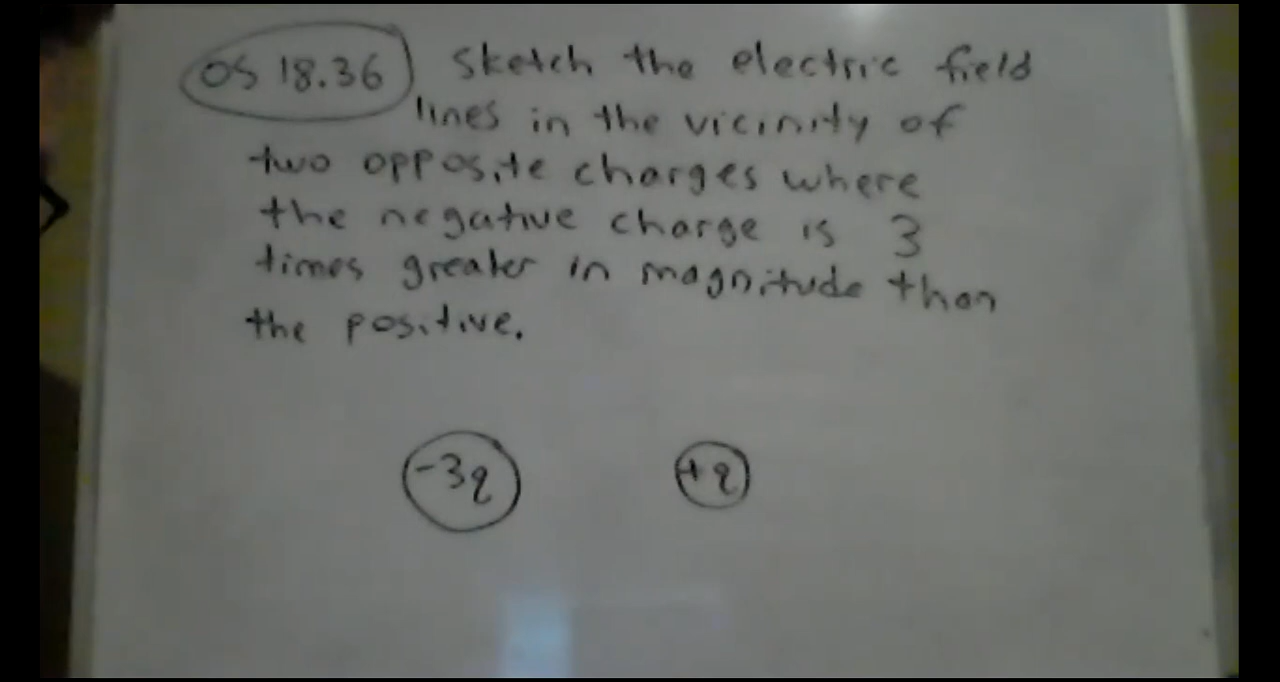 OS 18.36 Sketch the electric field
lines in the vicinity of
two opposite charges where
the negative charge is 3
times greater in magnitude than
the positive.
-3q +q